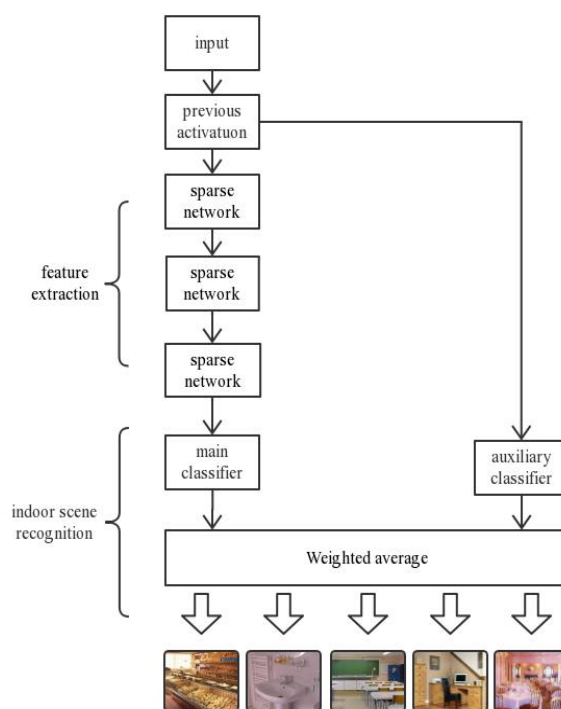 input
previous
activatuon
sparse
network
feature
extraction
sparse
network
sparse
network
main
classifier
auxiliary
classifier
indoor scene
recognition
Weighted average